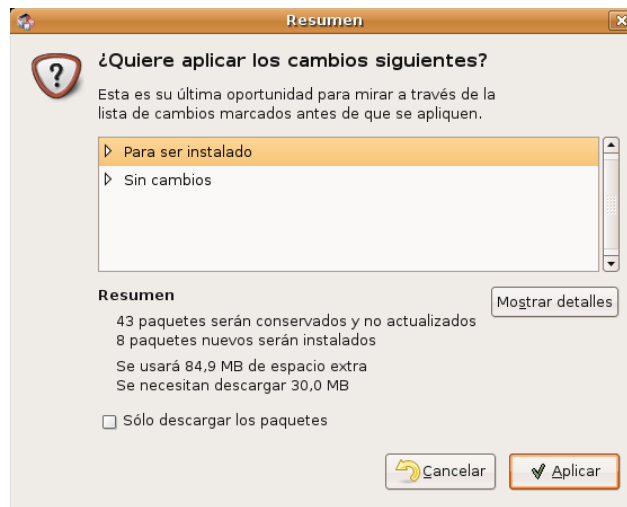 Resumen
¿Quiere aplicar los cambios siguientes?
Esta es su última oportunidad para mirar a través de la
lista de cambios marcados antes de que se apliquen.
Para ser instalado
Sin cambios
Resumen
Mostrar detalles
43 paquetes serán conservados y no actualizados
8 paquetes nuevos serán instalados
Se usará 84,9 MB de espacio extra
Se necesitan descargar 30,0 MB
Sólo descargar los paquetes
Cancelar
Aplicar